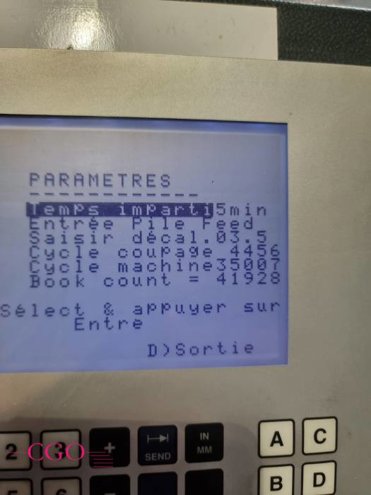 PARAMETRES
Temps imparti5min
Entrée Pile Feed
Saisir décal.03.5
Cycle coupage 4456
Cycle machine35007
Book count = 41928
Sélect & appuyer sur
Entre
D)Sortie
2 3 + SEND IN MM A C
CGO
B D